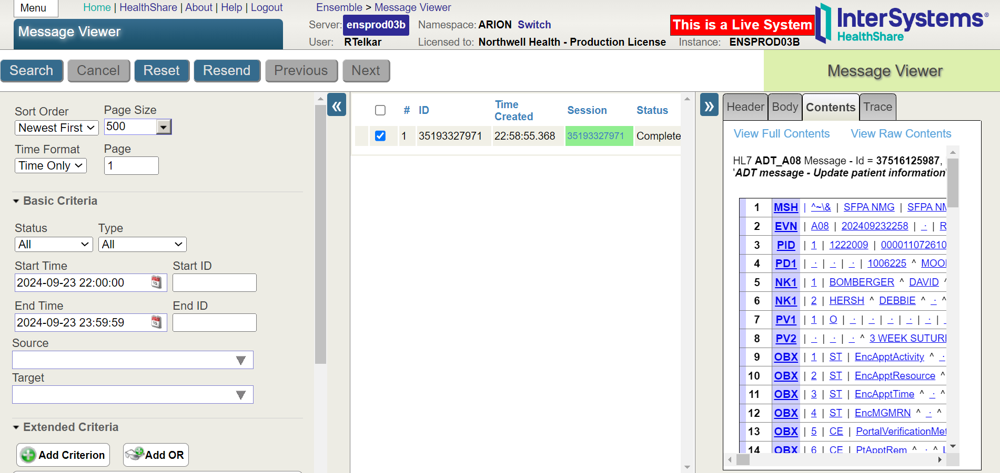 Menu
Home | HealthShare | About | Help | Logout
Ensemble > Message Viewer
Message Viewer
Server: ensprod03b Namespace: ARION Switch
User: RTelkar Licensed to: Northwell Health - Production License Instance: ENSPROD03B
This is a Live System
InterSystems®
HealthShare
Search Cancel Reset Resend Previous Next
Message Viewer
Sort Order Page Size
Newest First 500
Time Format Page
Time Only 1
Basic Criteria
Status Type
All All
Start Time Start ID
2024-09-23 22:00:00
End Time End ID
2024-09-23 23:59:59
Source
Target
Extended Criteria
Add Criterion Add OR
«
# ID Time Created Session Status
1 35193327971 22:58:55.368 35193327971 Complete
»
Header Body Contents Trace
View Full Contents View Raw Contents
HL7 ADT_A08 Message - Id = 37516125987,
'ADT message - Update patient information'
1 MSH | ^~\& | SFPA NMG | SFPA NM
2 EVN | A08 | 202409232258 | · | R
3 PID | 1 | 1222009 | 000011072610
4 PD1 | · | · | · | 1006225 ^ MOO
5 NK1 | 1 | BOMBERGER ^ DAVID ^
6 NK1 | 2 | HERSH ^ DEBBIE ^ · ^
7 PV1 | 1 | O | · | · | · | · | · |
8 PV2 | · | · | · ^ 3 WEEK SUTUR
9 OBX | 1 | ST | EncApptActivity ^ ·
10 OBX | 2 | ST | EncApptResource ^
11 OBX | 3 | ST | EncApptTime ^ · ^
12 OBX | 4 | ST | EncMGMRN ^ · ^
13 OBX | 5 | CE | PortalVerificationMet
14 OBX | 6 | CE | PtApptRem ^ · ^